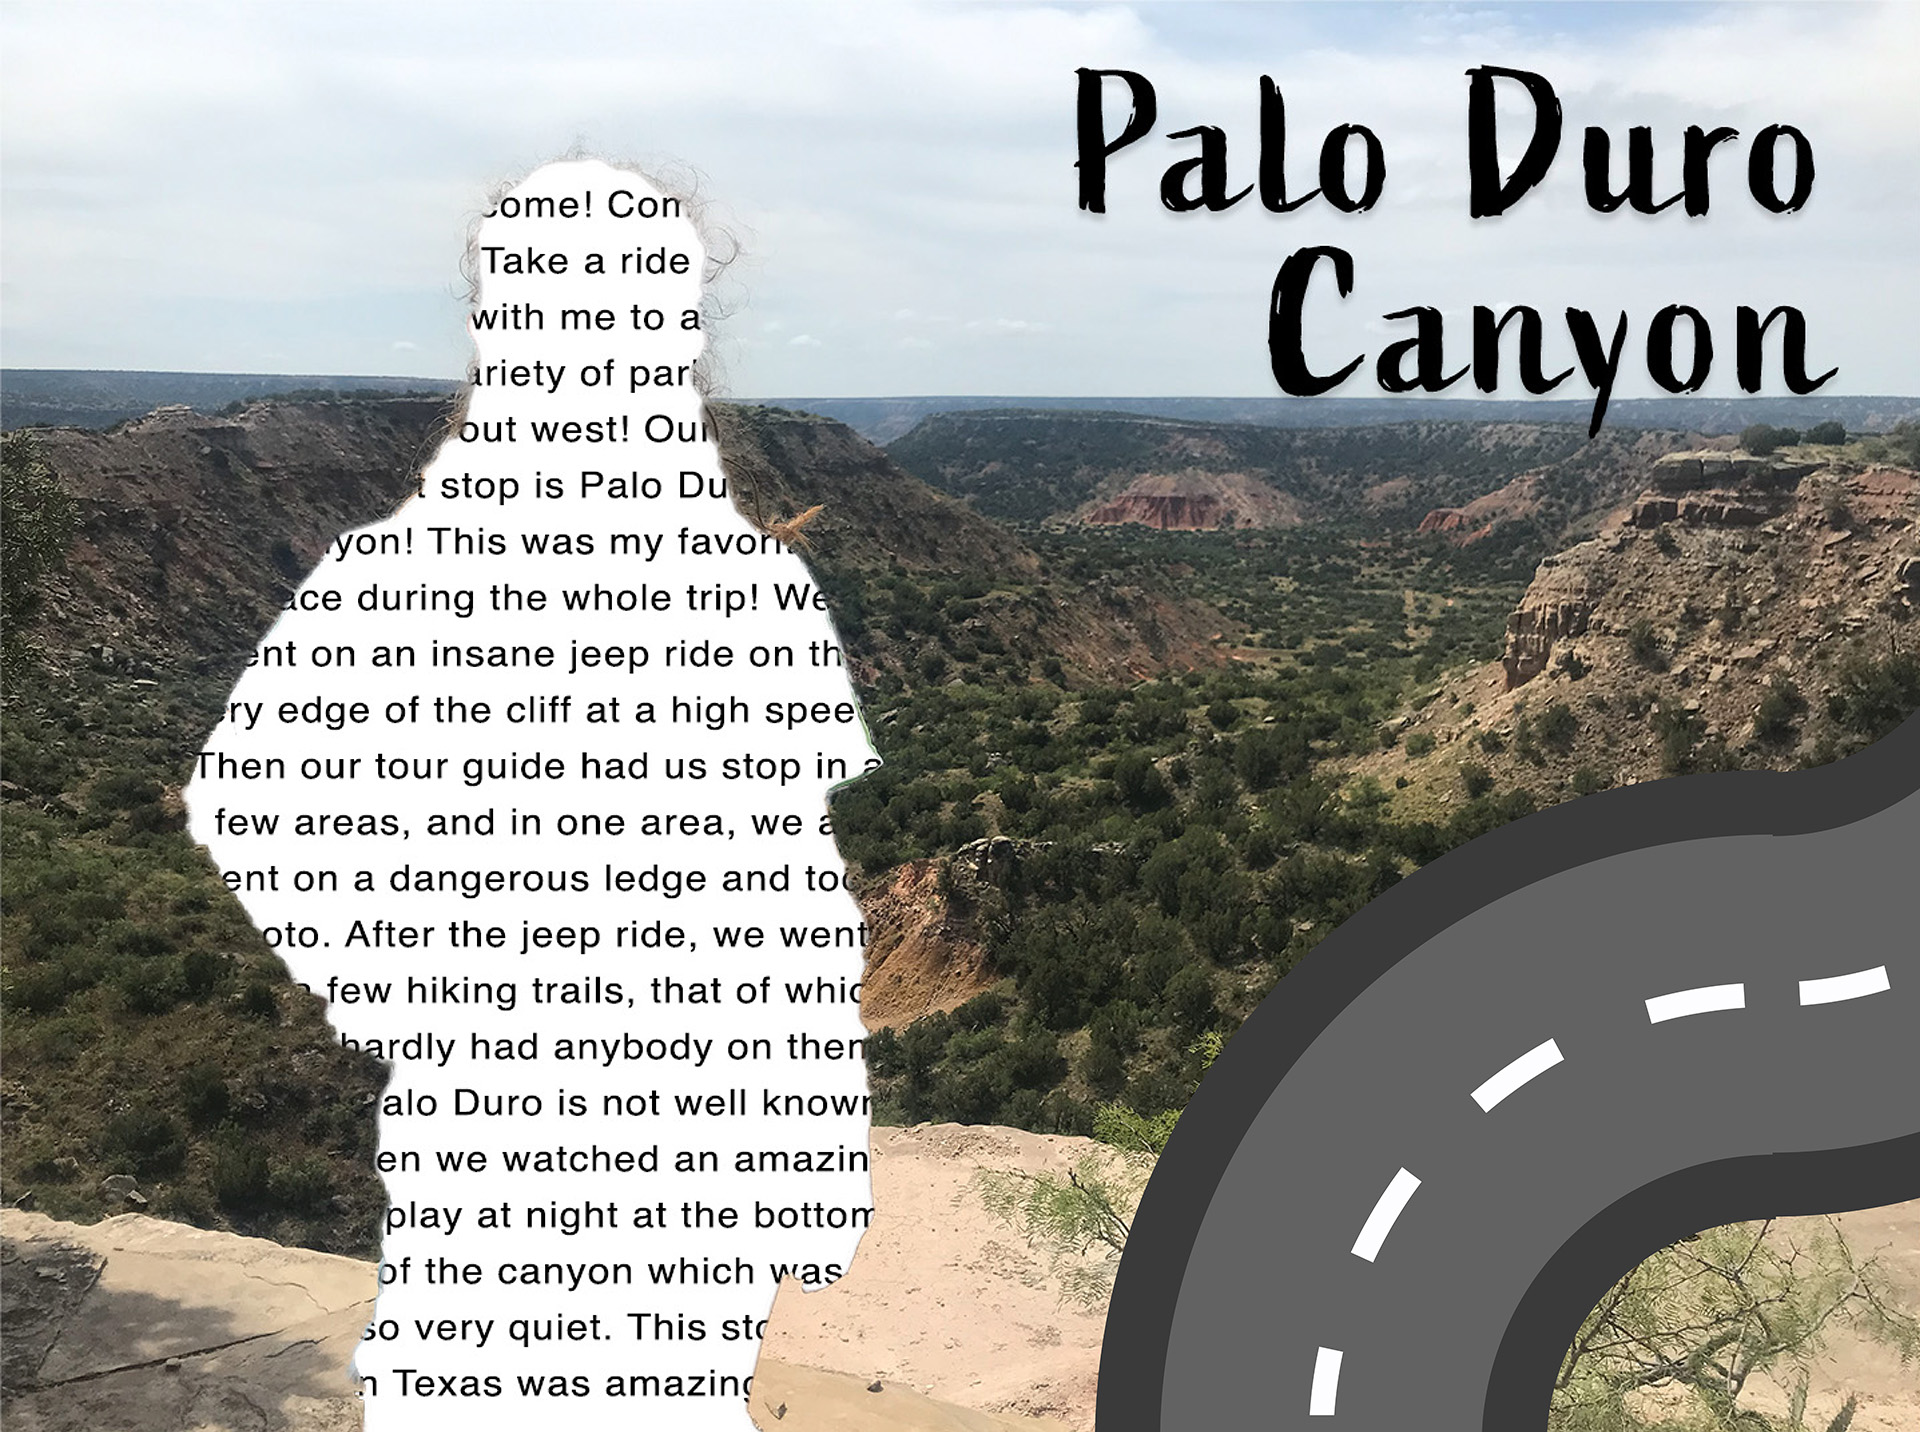 Palo Duro
Canyon
come! Com
Take a ride
with me to a
ariety of par
out west! Our
t stop is Palo Du
yon! This was my favorit
ace during the whole trip! We
ent on an insane jeep ride on th
ery edge of the cliff at a high spee
Then our tour guide had us stop in a
few areas, and in one area, we a
ent on a dangerous ledge and too
oto. After the jeep ride, we went
a few hiking trails, that of whic
hardly had anybody on them
alo Duro is not well known
en we watched an amazin
play at night at the bottom
of the canyon which was
so very quiet. This sto
n Texas was amazing